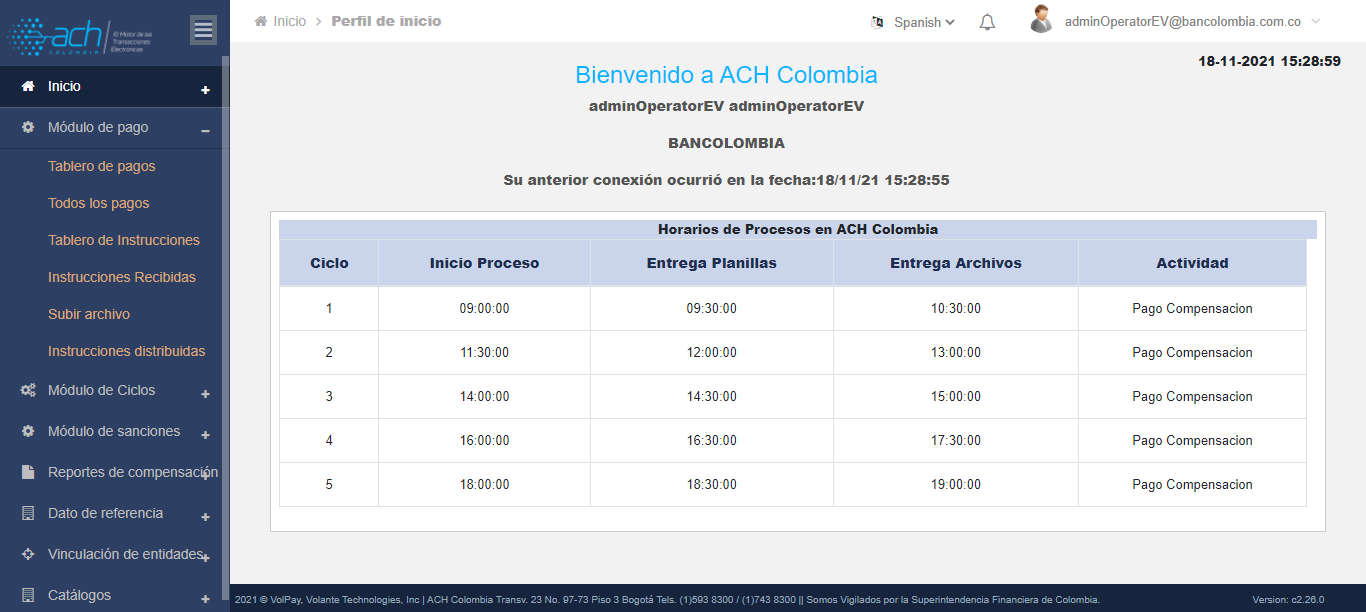 ach
COLOMBIA
El Motor de las
Transacciones
Electrónicas
Inicio
Módulo de pago
Tablero de pagos
Todos los pagos
Tablero de Instrucciones
Instrucciones Recibidas
Subir archivo
Instrucciones distribuidas
Módulo de Ciclos
Módulo de sanciones
Reportes de compensación
Dato de referencia
Vinculación de entidades
Catálogos
Inicio > Perfil de inicio
Spanish
adminOperatorEV@bancolombia.com.co
18-11-2021 15:28:59
Bienvenido a ACH Colombia
adminOperatorEV adminOperatorEV
BANCOLOMBIA
Su anterior conexión ocurrió en la fecha:18/11/21 15:28:55
Horarios de Procesos en ACH Colombia
Ciclo Inicio Proceso Entrega Planillas Entrega Archivos Actividad
1 09:00:00 09:30:00 10:30:00 Pago Compensacion
2 11:30:00 12:00:00 13:00:00 Pago Compensacion
3 14:00:00 14:30:00 15:00:00 Pago Compensacion
4 16:00:00 16:30:00 17:30:00 Pago Compensacion
5 18:00:00 18:30:00 19:00:00 Pago Compensacion
2021 © VolPay, Volante Technologies, Inc | ACH Colombia Transv. 23 No. 97-73 Piso 3 Bogotá Tels. (1)593 8300 / (1)743 8300 || Somos Vigilados por la Superintendencia Financiera de Colombia. Version: c2.26.0